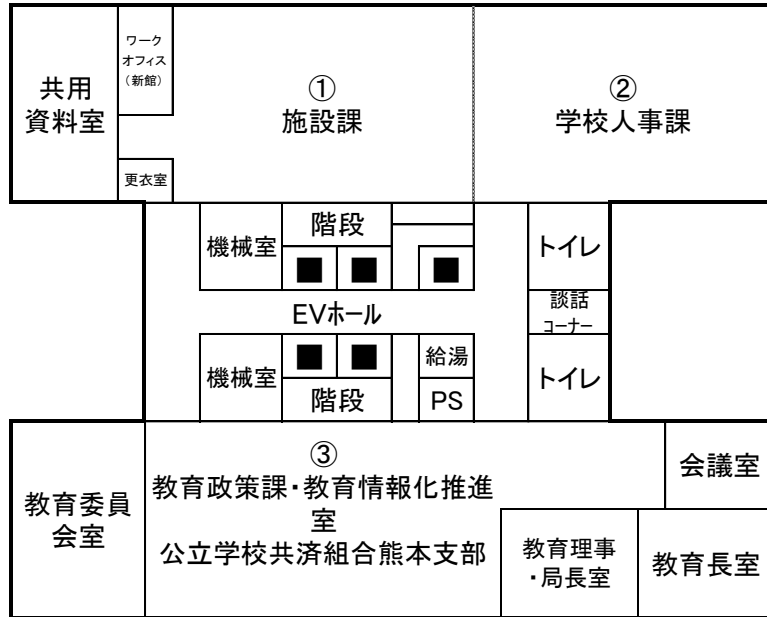 共用
資料室
ワーク
オフィス
（新館）
更衣室
①
施設課
②
学校人事課
機械室
階段
トイレ
EVホール
談話
コーナー
機械室
階段
給湯
PS
トイレ
教育委員
会室
③
教育政策課・教育情報化推進
室
公立学校共済組合熊本支部
会議室
教育理事
・局長室
教育長室